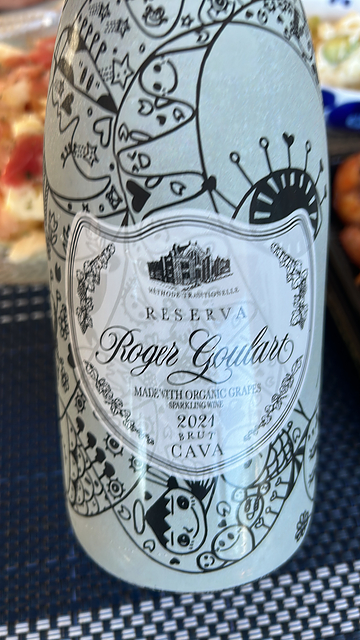 MÉTHODE TRADITIONELLE
RESERVA
Roger Goulart
MADE WITH ORGANIC GRAPES
SPARKLING WINE
2021
BRUT
CAVA